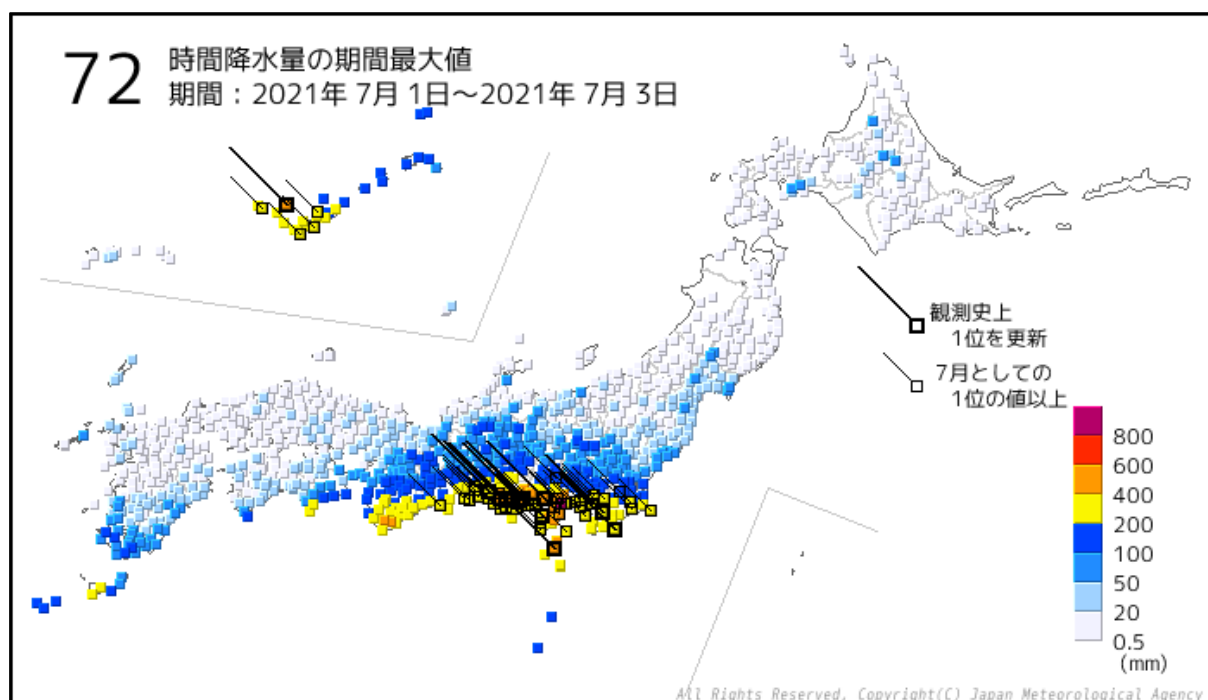 72 時間降水量の期間最大値
期間：2021年 7月 1日～2021年 7月 3日
観測史上
1位を更新
7月としての
1位の値以上
800
600
400
200
100
50
20
0.5
(mm)
All Rights Reserved, Copyright(C) Japan Meteorological Agency